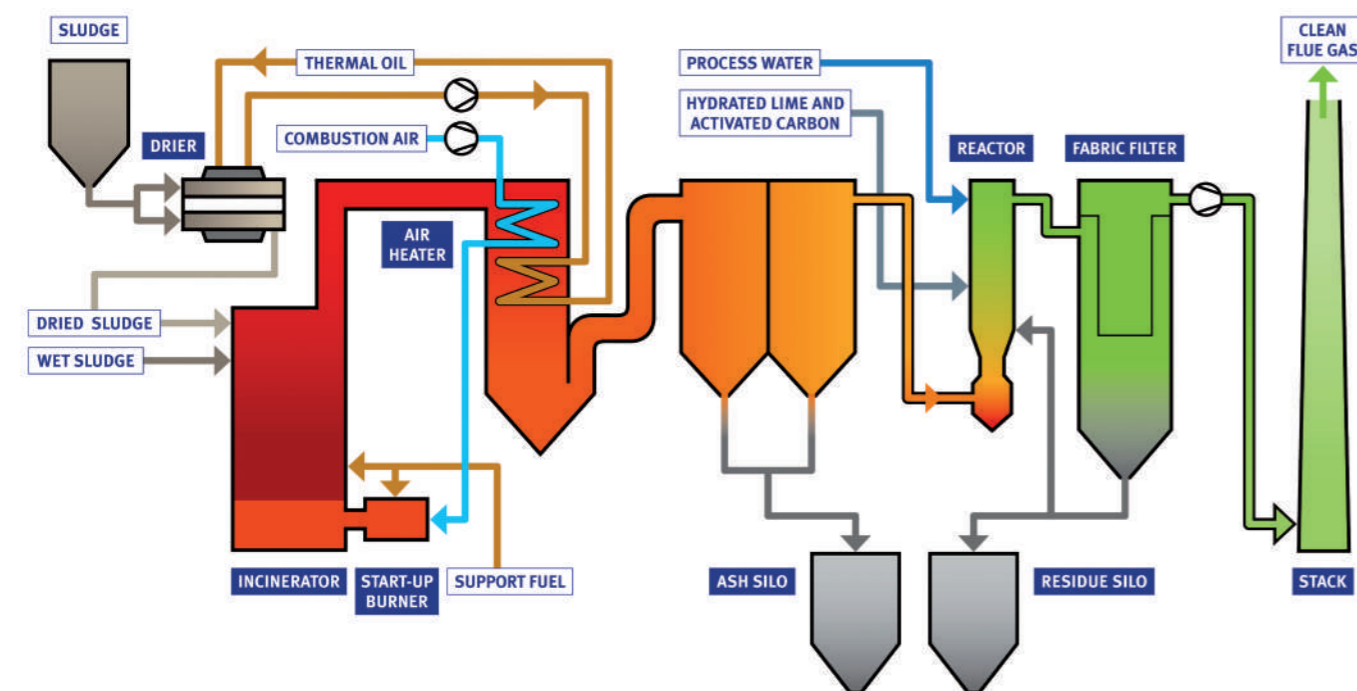 SLUDGE
THERMAL OIL
COMBUSTION AIR
DRIER
AIR
HEATER
DRIED SLUDGE
WET SLUDGE
INCINERATOR
START-UP
BURNER
SUPPORT FUEL
PROCESS WATER
HYDRATED LIME AND
ACTIVATED CARBON
REACTOR
FABRIC FILTER
CLEAN
FLUE GAS
ASH SILO
RESIDUE SILO
STACK